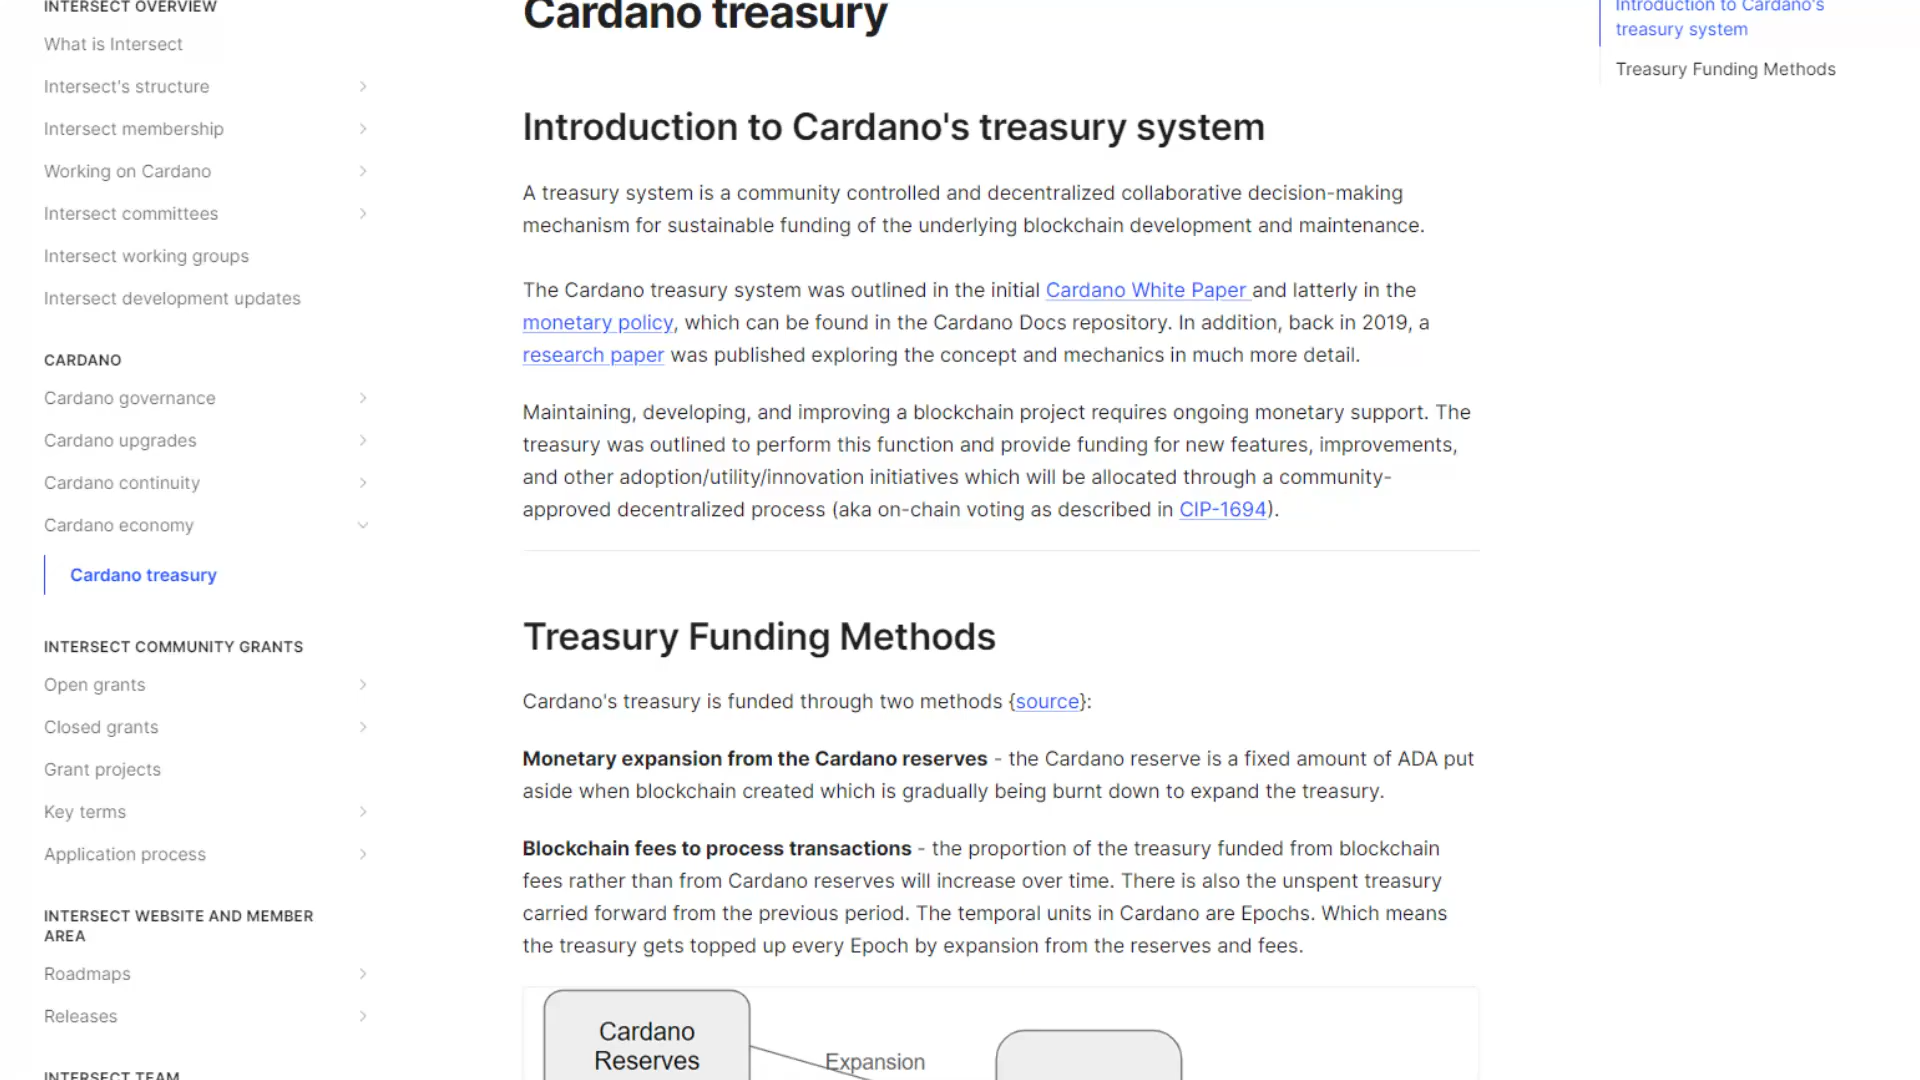 INTERSECT OVERVIEW
What is Intersect
Intersect's structure
Intersect membership
Working on Cardano
Intersect committees
Intersect working groups
Intersect development updates
CARDANO
Cardano governance
Cardano upgrades
Cardano continuity
Cardano economy
Cardano treasury
INTERSECT COMMUNITY GRANTS
Open grants
Closed grants
Grant projects
Key terms
Application process
INTERSECT WEBSITE AND MEMBER
AREA
Roadmaps
Releases
INTERSECT TEAM
Cardano treasury
Introduction to Cardano's treasury system
A treasury system is a community controlled and decentralized collaborative decision-making
mechanism for sustainable funding of the underlying blockchain development and maintenance.
The Cardano treasury system was outlined in the initial Cardano White Paper and latterly in the
monetary policy, which can be found in the Cardano Docs repository. In addition, back in 2019, a
research paper was published exploring the concept and mechanics in much more detail.
Maintaining, developing, and improving a blockchain project requires ongoing monetary support. The
treasury was outlined to perform this function and provide funding for new features, improvements,
and other adoption/utility/innovation initiatives which will be allocated through a community-
approved decentralized process (aka on-chain voting as described in CIP-1694).
Treasury Funding Methods
Cardano's treasury is funded through two methods {source}:
Monetary expansion from the Cardano reserves - the Cardano reserve is a fixed amount of ADA put
aside when blockchain created which is gradually being burnt down to expand the treasury.
Blockchain fees to process transactions - the proportion of the treasury funded from blockchain
fees rather than from Cardano reserves will increase over time. There is also the unspent treasury
carried forward from the previous period. The temporal units in Cardano are Epochs. Which means
the treasury gets topped up every Epoch by expansion from the reserves and fees.
Cardano
Reserves
Expansion
Introduction to Cardano's
treasury system
Treasury Funding Methods